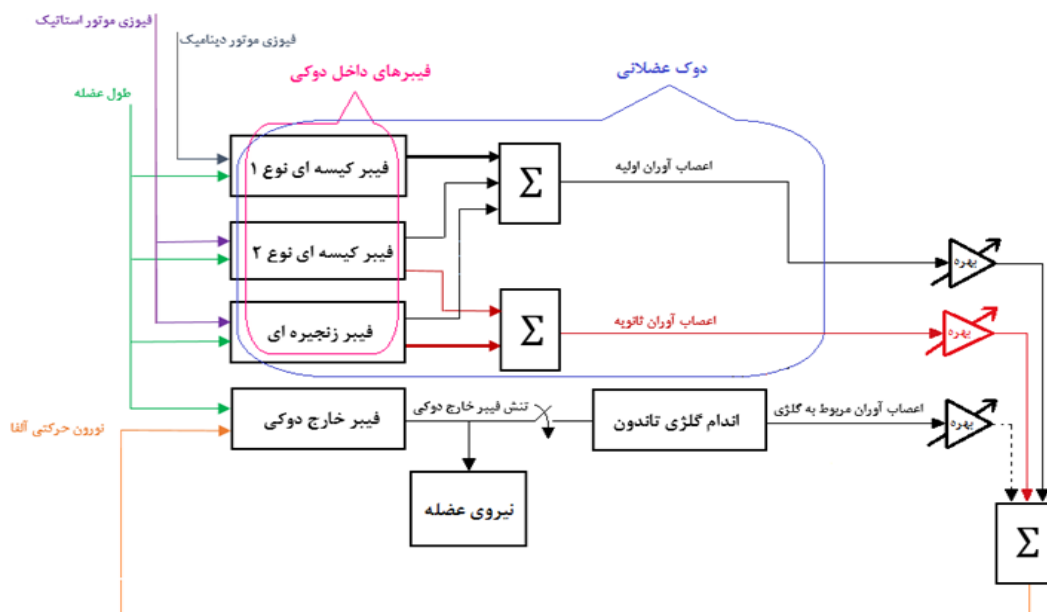 فیوزی موتور استاتیک
فیوزی موتور دینامیک
فیبرهای داخل دوکی
دوک عضلانی
طول عضله
فیبر کیسه ای نوع ۱
Σ
اعصاب آوران اولیه
فیبر کیسه ای نوع ۲
بهره
فیبر زنجیره ای
Σ
اعصاب آوران ثانویه
بهره
فیبر خارج دوکی
تنش فیبر خارج دوکی
اندام گلژی تاندون
اعصاب آوران مربوط به گلژی
بهره
نورون حرکتی آلفا
نیروی عضله
Σ